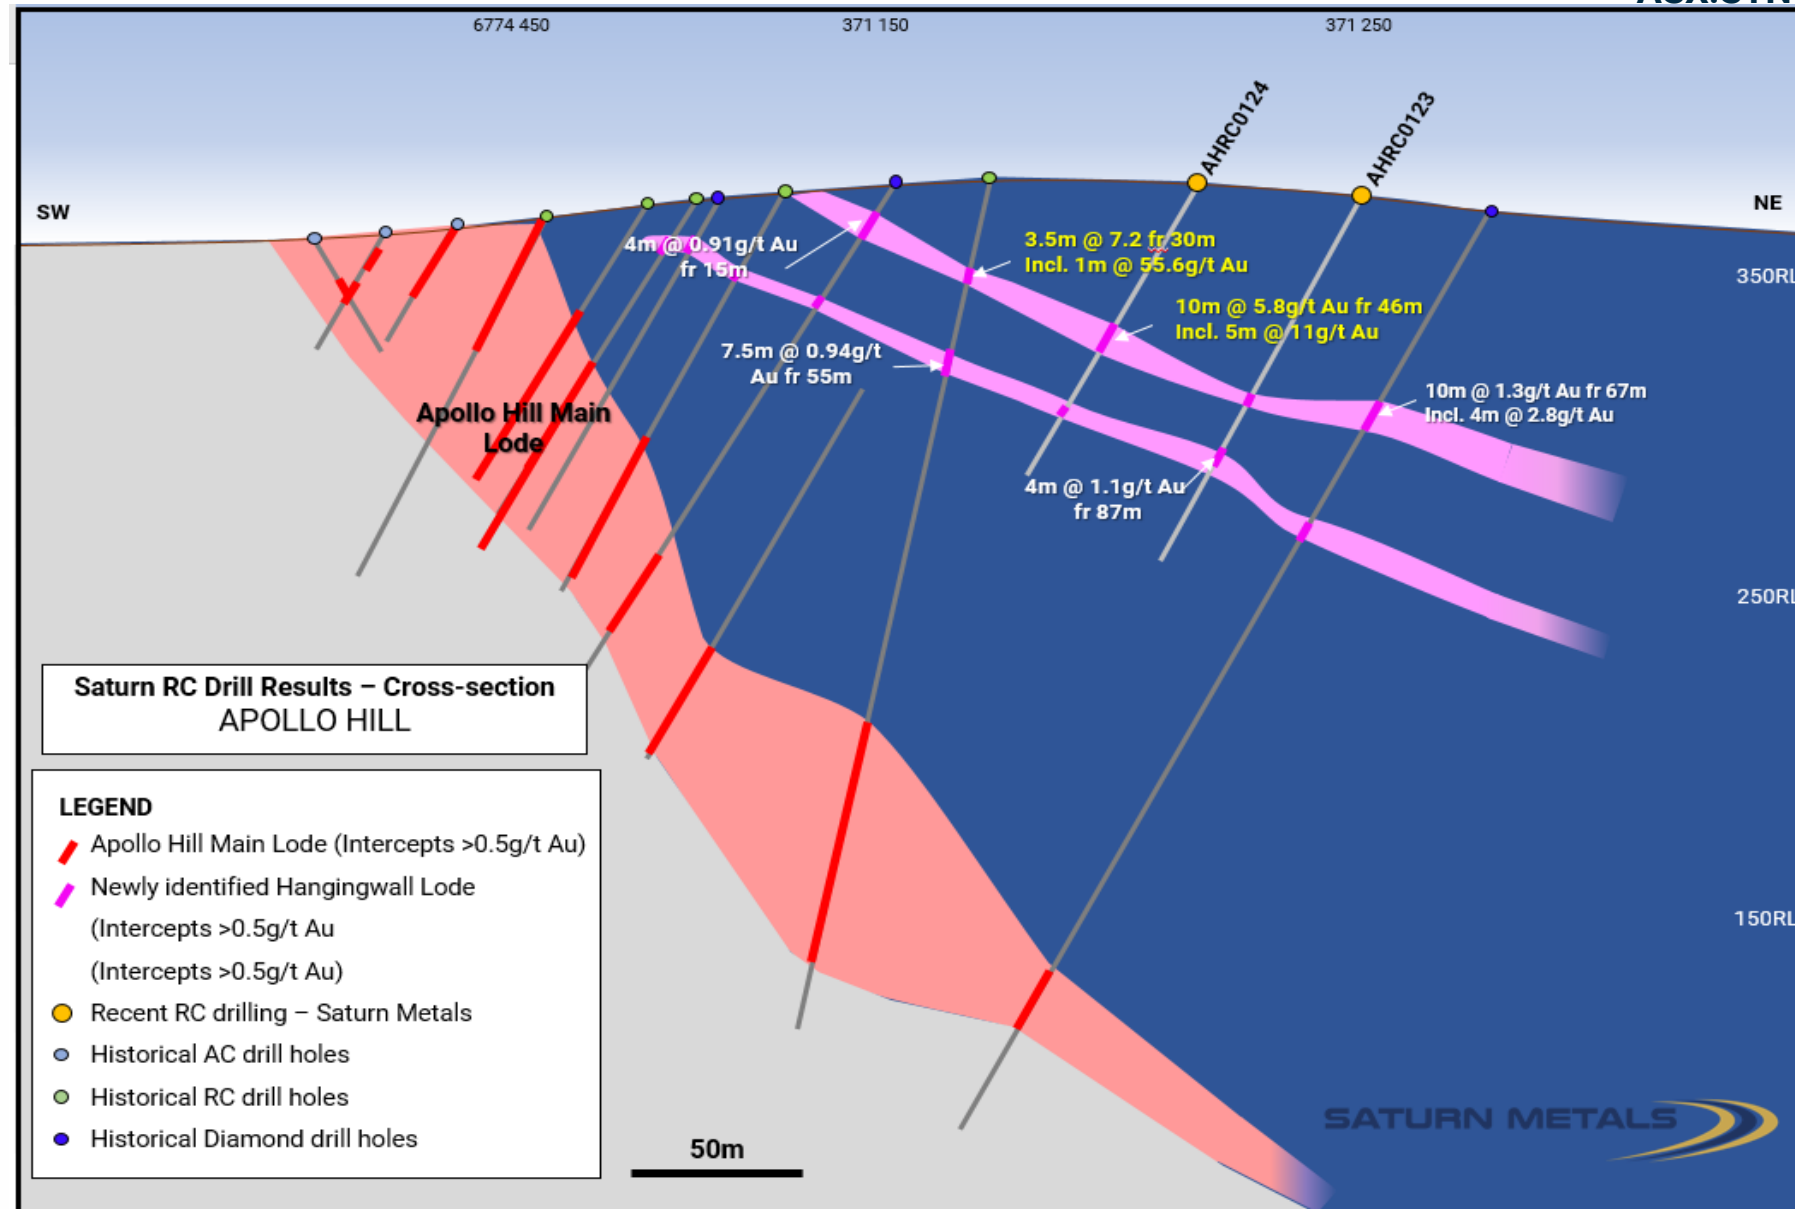 6774 450
371 150
371 250
AHRC0124
AHRC0123
SW
NE
4m @ 0.91g/t Au
fr 15m
3.5m @ 7.2 fr 30m
Incl. 1m @ 55.6g/t Au
350RL
10m @ 5.8g/t Au fr 46m
Incl. 5m @ 11g/t Au
7.5m @ 0.94g/t
Au fr 55m
10m @ 1.3g/t Au fr 67m
Incl. 4m @ 2.8g/t Au
Apollo Hill Main
Lode
4m @ 1.1g/t Au
fr 87m
250RL
Saturn RC Drill Results – Cross-section
APOLLO HILL
LEGEND
Apollo Hill Main Lode (Intercepts >0.5g/t Au)
Newly identified Hangingwall Lode
(Intercepts >0.5g/t Au
(Intercepts >0.5g/t Au)
Recent RC drilling – Saturn Metals
Historical AC drill holes
Historical RC drill holes
Historical Diamond drill holes
150RL
50m
SATURN METALS